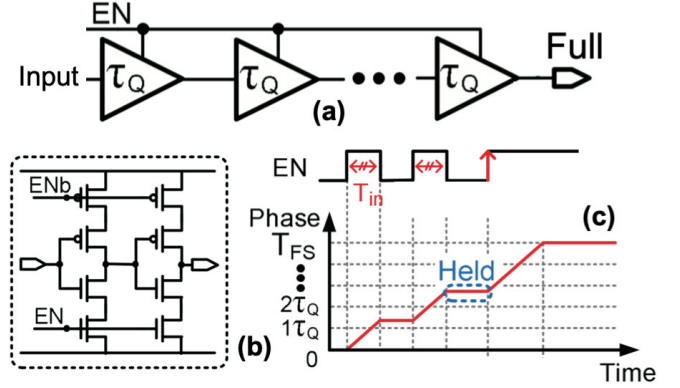 EN
Input
τQ
τQ
τQ
Full
(a)
ENb
EN
(b)
EN
Tin
(c)
Phase
TFS
2τQ
1τQ
0
Held
Time